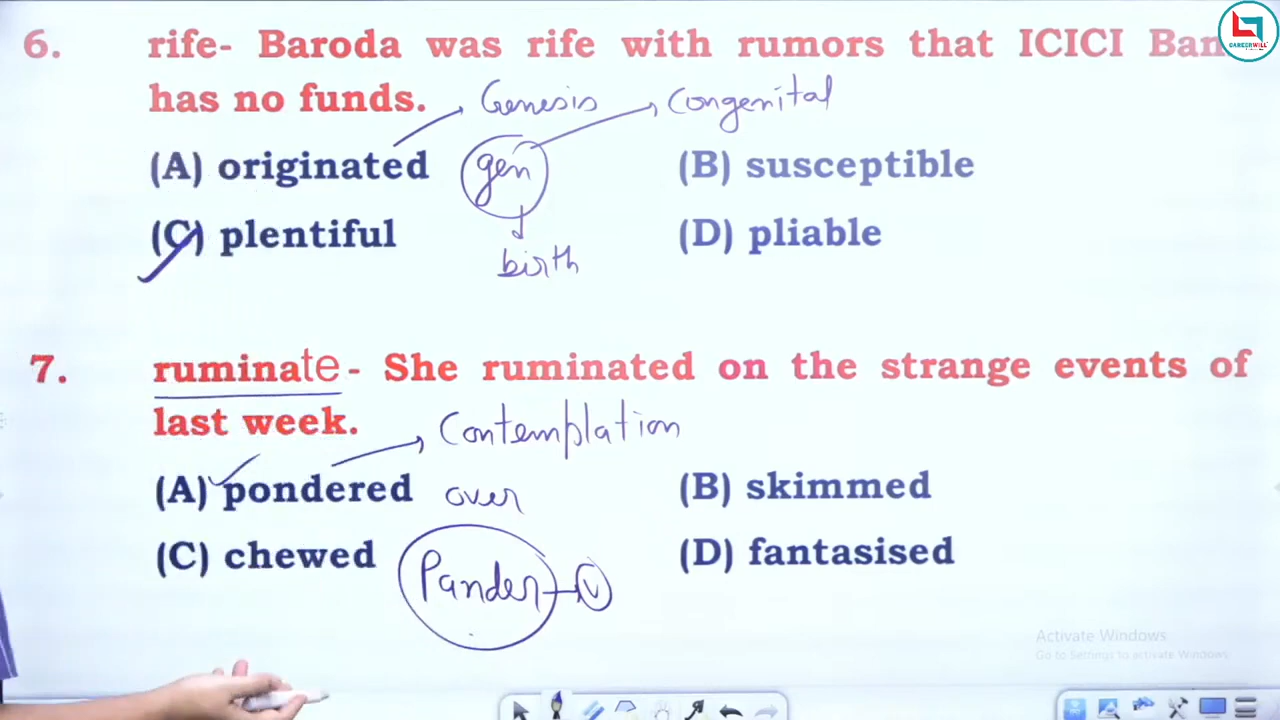 6. rife- Baroda was rife with rumors that ICICI Ban
has no funds.
Genesis
Congenital
(A) originated
gen
(B) susceptible
(C) plentiful
(D) pliable
birth
7. ruminate- She ruminated on the strange events of
last week.
Contemplation
(A) pondered over
(B) skimmed
(C) chewed
(D) fantasised
Pander
V
Activate Windows
Go to Settings to activate Windows.
CAREERWILL